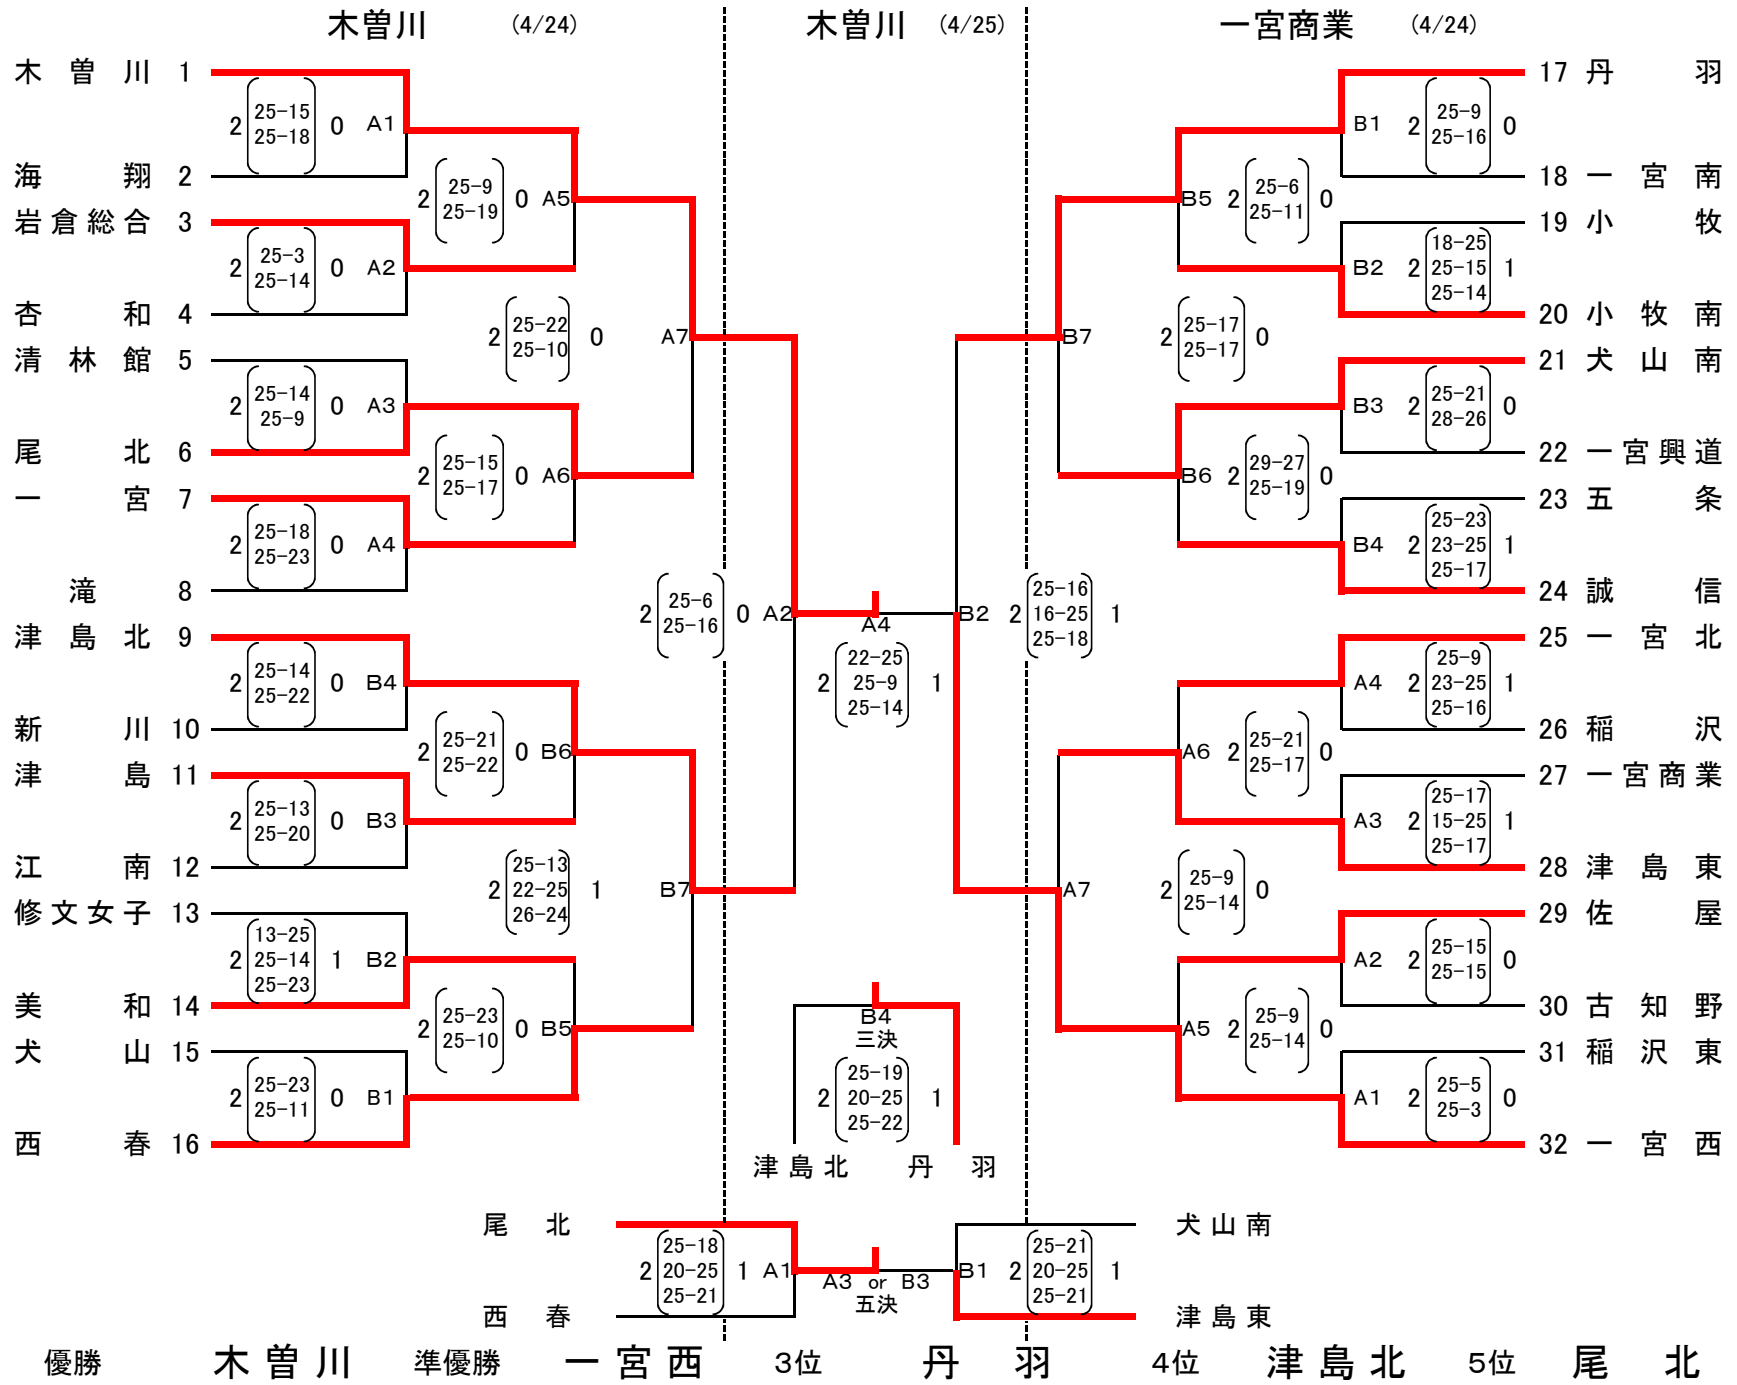 木曽川 (4/24) 木曽川 (4/25) 一宮商業 (4/24)
木曽川 1
2 25-15 25-18 0 A1
海翔 2
2 25-9 25-19 0 A5
岩倉総合 3
2 25-3 25-14 0 A2
杏和 4
2 25-22 25-10 0 A7
清林館 5
2 25-14 25-9 0 A3
尾北 6
2 25-15 25-17 0 A6
一宮 7
2 25-18 25-23 0 A4
滝 8
2 25-6 25-16 0 A2
津島北 9
2 25-14 25-22 0 B4
新川 10
2 25-21 25-22 0 B6
津島 11
2 25-13 25-20 0 B3
江南 12
2 25-13 22-25 26-24 1 B7
修文女子 13
2 13-25 25-14 25-23 1 B2
美和 14
2 25-23 25-10 0 B5
犬山 15
2 25-23 25-11 0 B1
西春 16
17 丹羽
B1 2 25-9 25-16 0
18 一宮南
B5 2 25-6 25-11 0
19 小牧
B2 2 18-25 25-15 25-14 1
20 小牧南
B7 2 25-17 25-17 0
21 犬山南
B3 2 25-21 28-26 0
22 一宮興道
B6 2 29-27 25-19 0
23 五条
B4 2 25-23 23-25 25-17 1
24 誠信
B2 2 25-16 16-25 25-18 1
25 一宮北
A4 2 25-9 23-25 25-16 1
26 稲沢
A6 2 25-21 25-17 0
27 一宮商業
A3 2 25-17 15-25 25-17 1
28 津島東
A7 2 25-9 25-14 0
29 佐屋
A2 2 25-15 25-15 0
30 古知野
A5 2 25-9 25-14 0
31 稲沢東
A1 2 25-5 25-3 0
32 一宮西
A4
2 22-25 25-9 25-14 1
B4
三決
2 25-19 20-25 25-22 1
津島北 丹羽
尾北 犬山南
2 25-18 20-25 25-21 1 A1
A3 or B3
五決
B1 2 25-21 20-25 25-21 1
西春 津島東
優勝 木曽川 準優勝 一宮西 3位 丹羽 4位 津島北 5位 尾北